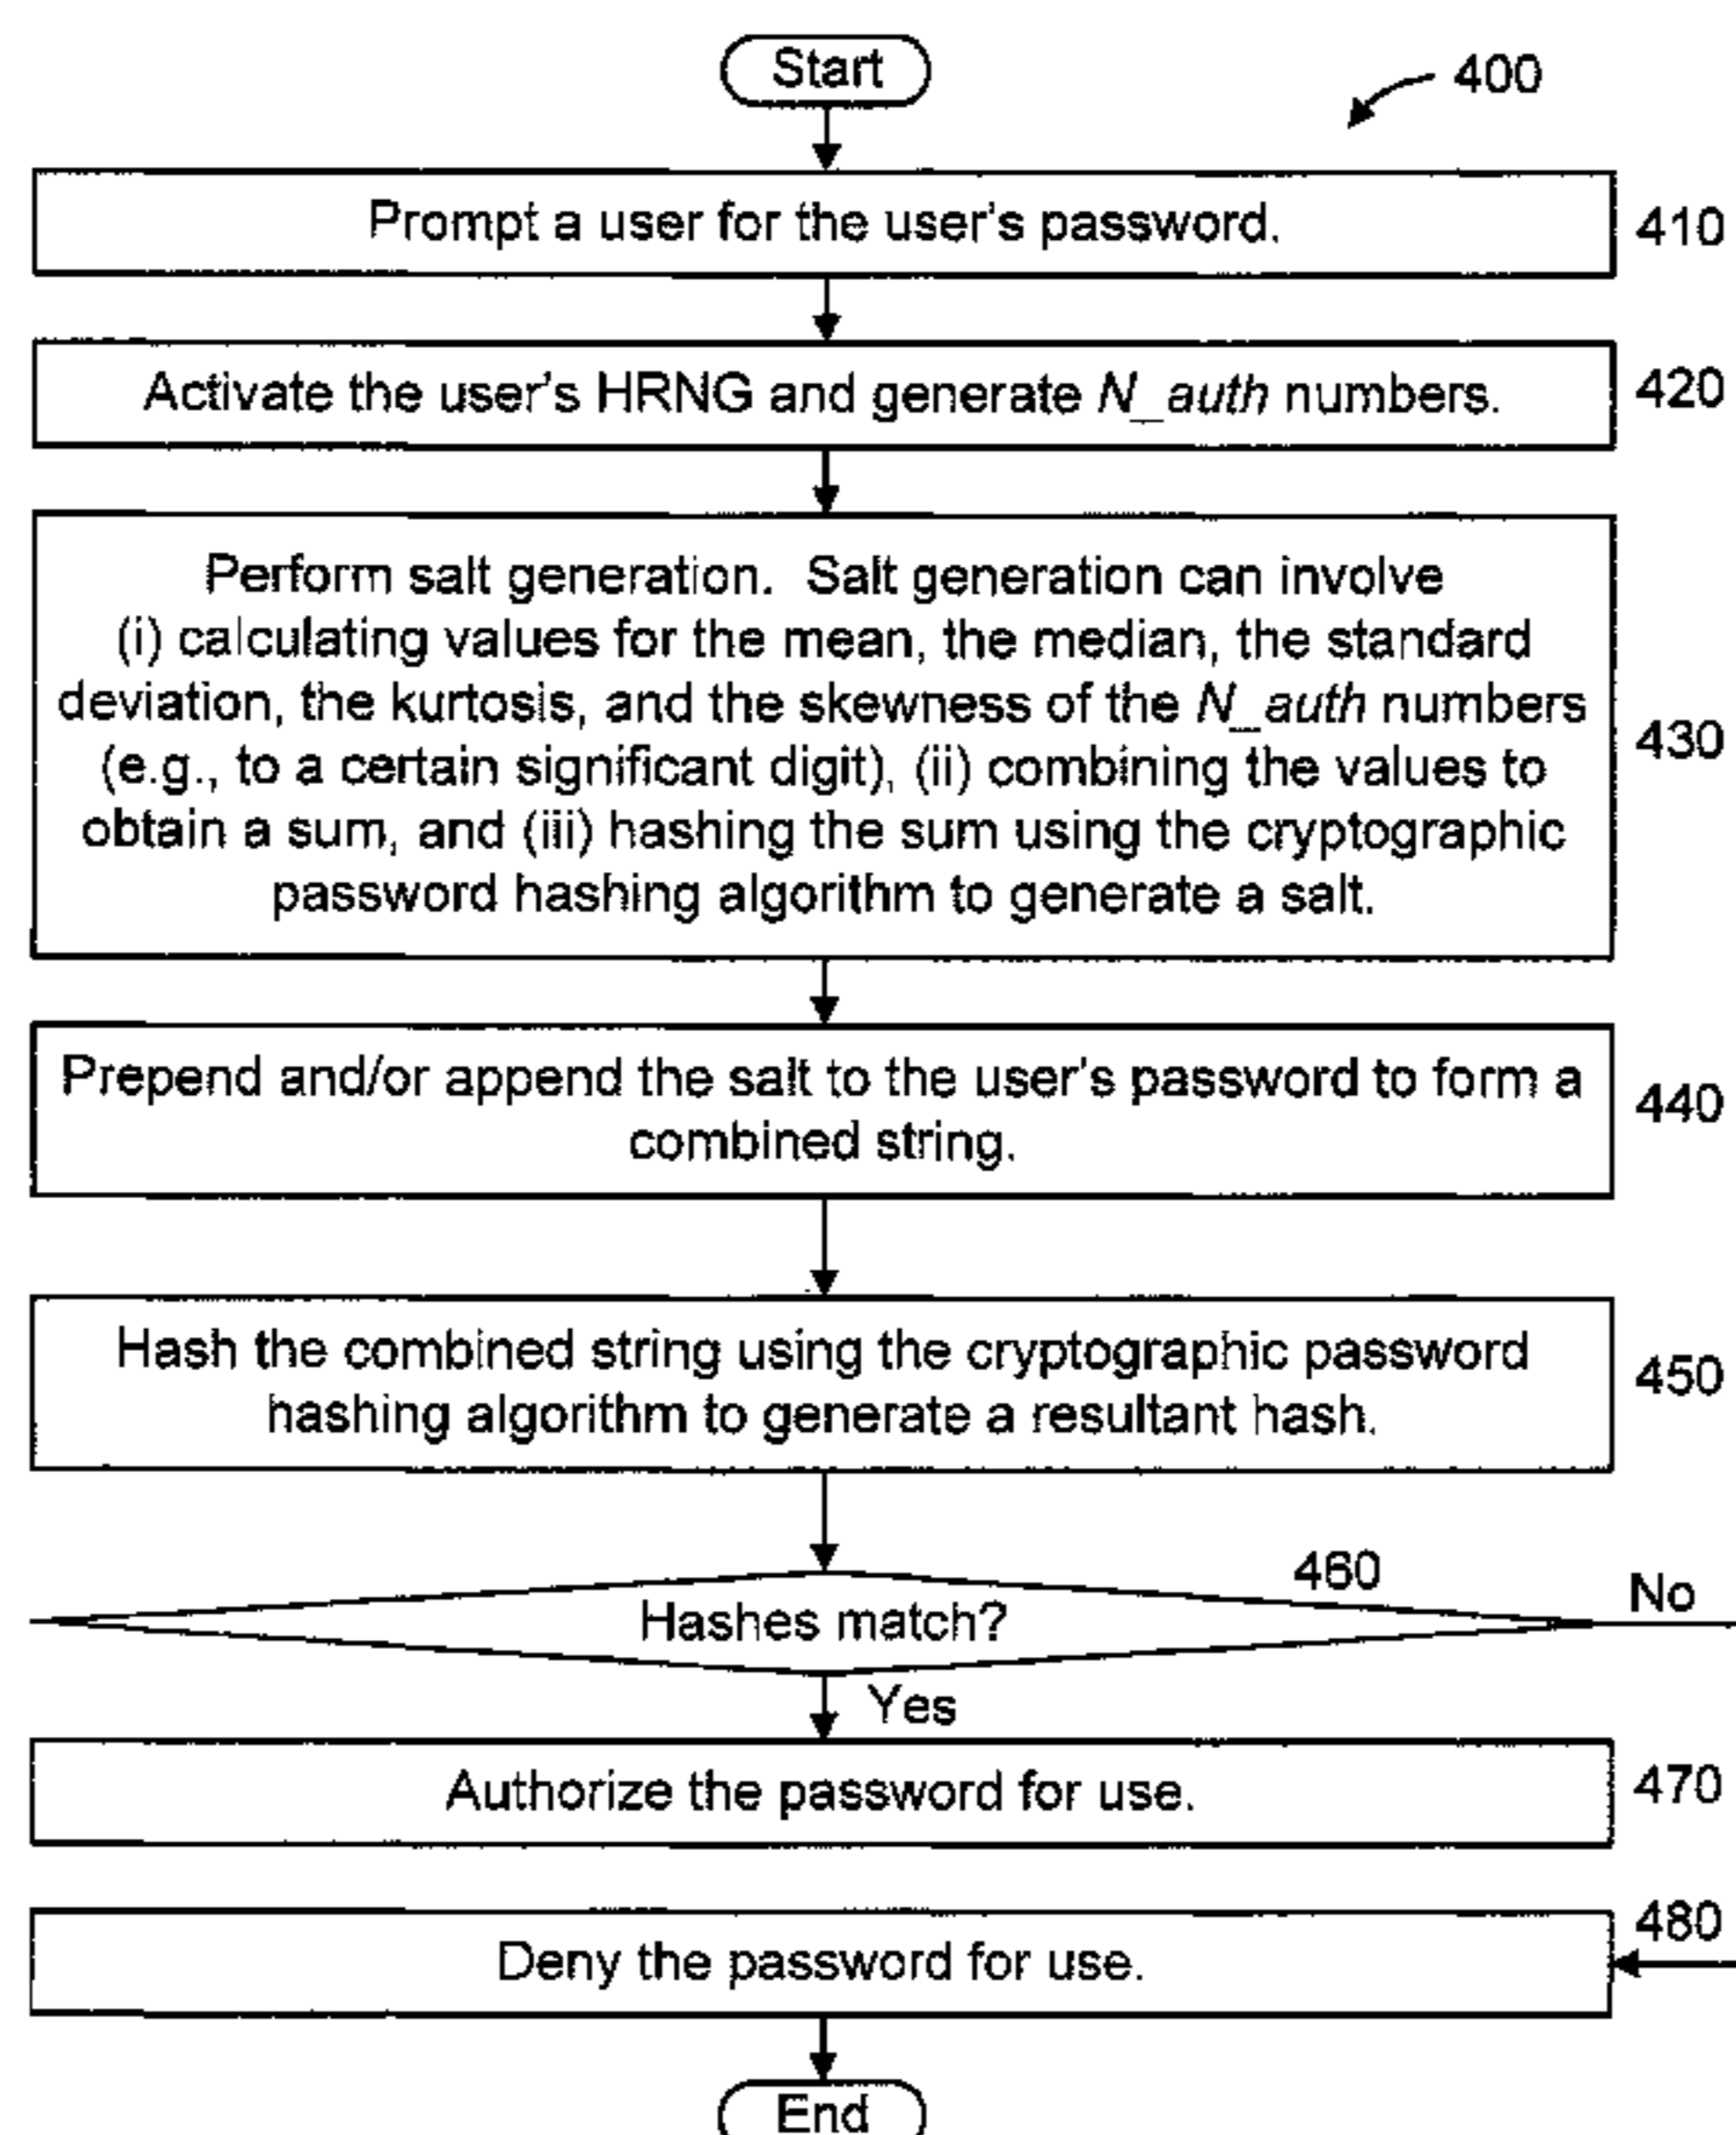 Start
400
Prompt a user for the user's password.
410
Activate the user's HRNG and generate N_auth numbers.
420
Perform salt generation. Salt generation can involve
(i) calculating values for the mean, the median, the standard
deviation, the kurtosis, and the skewness of the N_auth numbers
(e.g., to a certain significant digit), (ii) combining the values to
obtain a sum, and (iii) hashing the sum using the cryptographic
password hashing algorithm to generate a salt.
430
Prepend and/or append the salt to the user's password to form a
combined string.
440
Hash the combined string using the cryptographic password
hashing algorithm to generate a resultant hash.
450
460
Hashes match?
No
Yes
Authorize the password for use.
470
480
Deny the password for use.
End